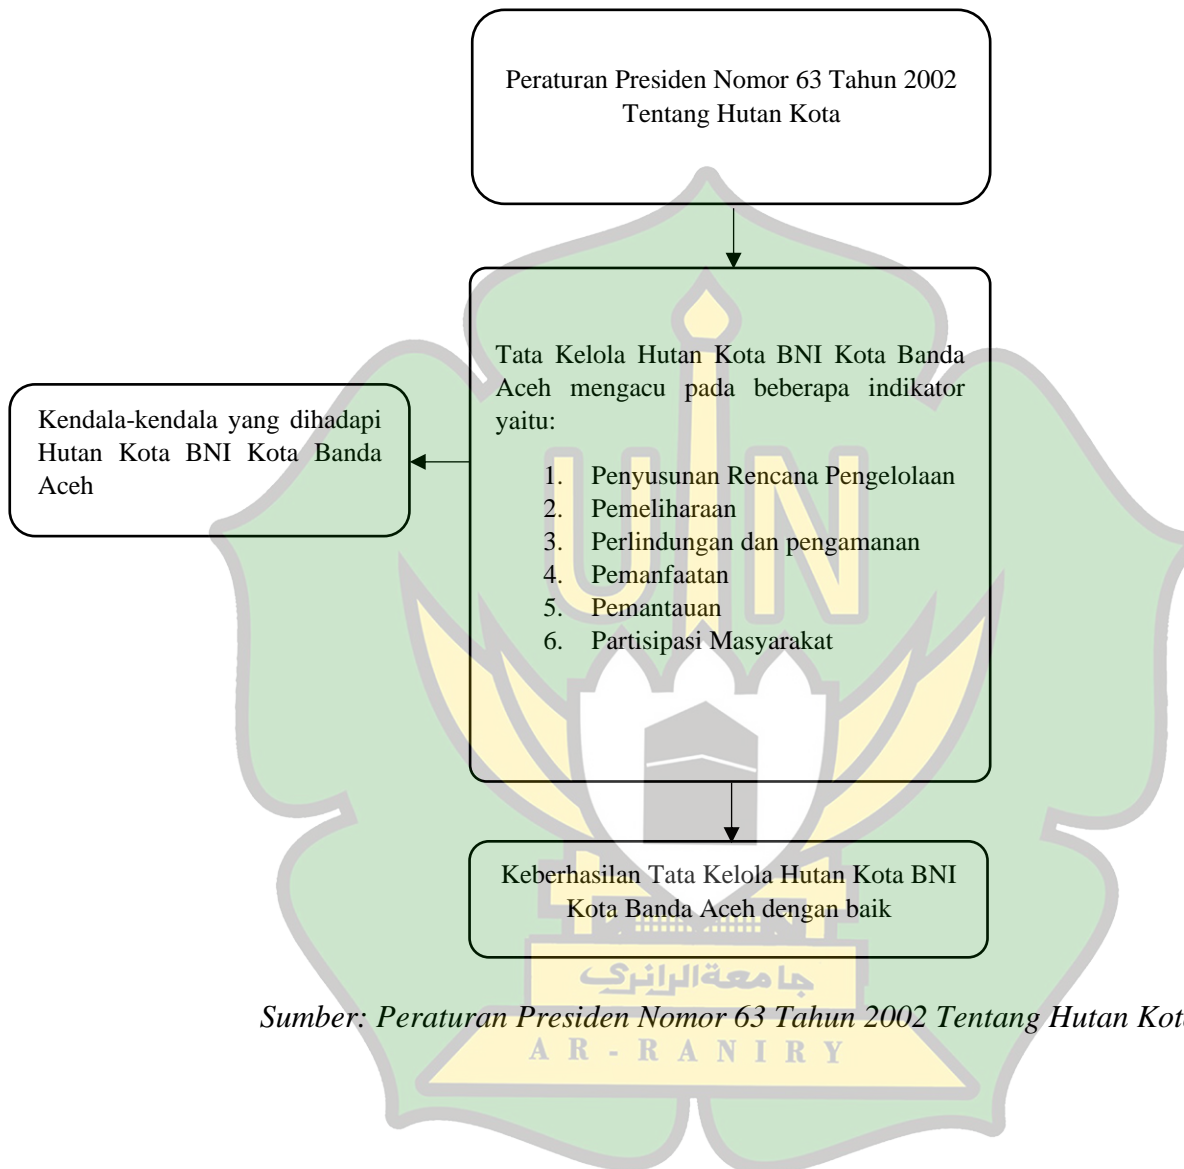 Peraturan Presiden Nomor 63 Tahun 2002
Tentang Hutan Kota
Tata Kelola Hutan Kota BNI Kota Banda
Aceh mengacu pada beberapa indikator
yaitu:
1. Penyusunan Rencana Pengelolaan
2. Pemeliharaan
3. Perlindungan dan pengamanan
4. Pemanfaatan
5. Pemantauan
6. Partisipasi Masyarakat
Kendala-kendala yang dihadapi
Hutan Kota BNI Kota Banda
Aceh
Keberhasilan Tata Kelola Hutan Kota BNI
Kota Banda Aceh dengan baik
Sumber: Peraturan Presiden Nomor 63 Tahun 2002 Tentang Hutan Kota
UIN
جامعة الرانري
AR-RANIRY